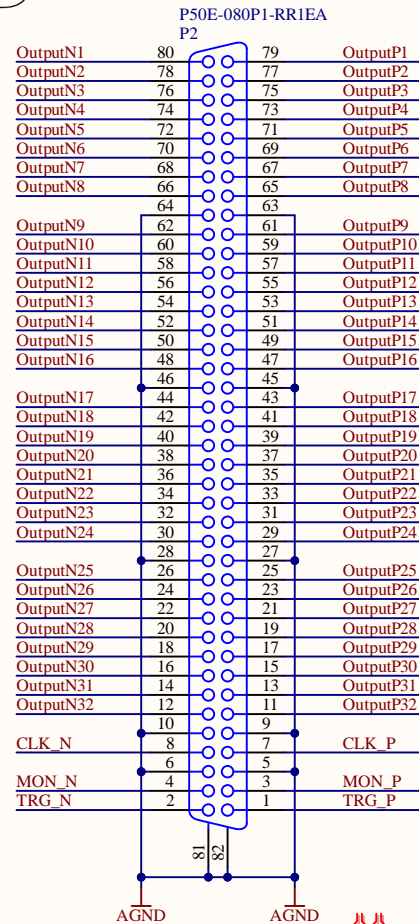 P50E-080P1-RR1EA
P2
OutputN1 80 79 OutputP1
OutputN2 78 77 OutputP2
OutputN3 76 75 OutputP3
OutputN4 74 73 OutputP4
OutputN5 72 71 OutputP5
OutputN6 70 69 OutputP6
OutputN7 68 67 OutputP7
OutputN8 66 65 OutputP8
64 63
OutputN9 62 61 OutputP9
OutputN10 60 59 OutputP10
OutputN11 58 57 OutputP11
OutputN12 56 55 OutputP12
OutputN13 54 53 OutputP13
OutputN14 52 51 OutputP14
OutputN15 50 49 OutputP15
OutputN16 48 47 OutputP16
46 45
OutputN17 44 43 OutputP17
OutputN18 42 41 OutputP18
OutputN19 40 39 OutputP19
OutputN20 38 37 OutputP20
OutputN21 36 35 OutputP21
OutputN22 34 33 OutputP22
OutputN23 32 31 OutputP23
OutputN24 30 29 OutputP24
28 27
OutputN25 26 25 OutputP25
OutputN26 24 23 OutputP26
OutputN27 22 21 OutputP27
OutputN28 20 19 OutputP28
OutputN29 18 17 OutputP29
OutputN30 16 15 OutputP30
OutputN31 14 13 OutputP31
OutputN32 12 11 OutputP32
10 9
CLK_N 8 7 CLK_P
6 5
MON_N 4 3 MON_P
TRG_N 2 1 TRG_P
81 82
AGND AGND